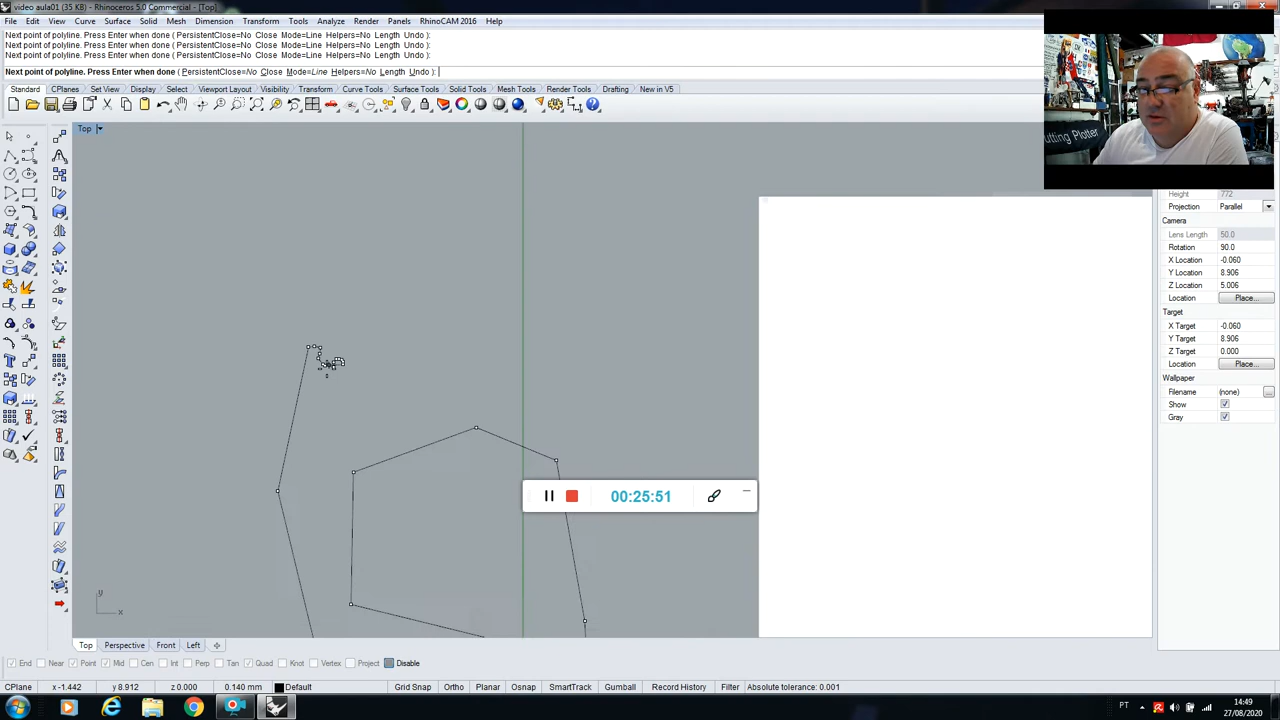 video aula01 (35 KB) - Rhinoceros 5.0 Commercial - [Top]
File Edit View Curve Surface Solid Mesh Dimension Transform Tools Analyze Render Panels RhinoCAM 2016 Help
Next point of polyline. Press Enter when done ( PersistentClose=No Close Mode=Line Helpers=No Length Undo ):
Next point of polyline. Press Enter when done ( PersistentClose=No Close Mode=Line Helpers=No Length Undo ):
Next point of polyline. Press Enter when done ( PersistentClose=No Close Mode=Line Helpers=No Length Undo ):
Next point of polyline. Press Enter when done ( PersistentClose=No Close Mode=Line Helpers=No Length Undo ):
Standard CPlanes Set View Display Select Viewport Layout Visibility Transform Curve Tools Surface Tools Solid Tools Mesh Tools Render Tools Drafting New in V5
Top
utting Plotter
Height 772
Projection Parallel
Camera
Lens Length 50.0
Rotation 90.0
X Location -0.060
Y Location 8.906
Z Location 5.006
Location Place...
Target
X Target -0.060
Y Target 8.906
Z Target 0.000
Location Place...
Wallpaper
Filename (none) ...
Show
Gray
00:25:51
y
x
Top Perspective Front Left
End Near Point Mid Cen Int Perp Tan Quad Knot Vertex Project Disable
CPlane x -1.442 y 8.912 z 0.000 0.140 mm Default Grid Snap Ortho Planar Osnap SmartTrack Gumball Record History Filter Absolute tolerance: 0.001
PT 14:49
27/08/2020